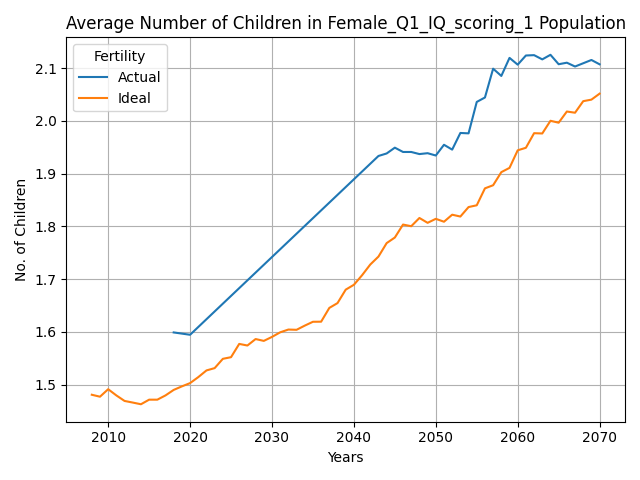 Average Number of Children in Female_Q1_IQ_scoring_1 Population
Fertility
Actual
Ideal
No. of Children
2.1
2.0
1.9
1.8
1.7
1.6
1.5
2010 2020 2030 2040 2050 2060 2070
Years